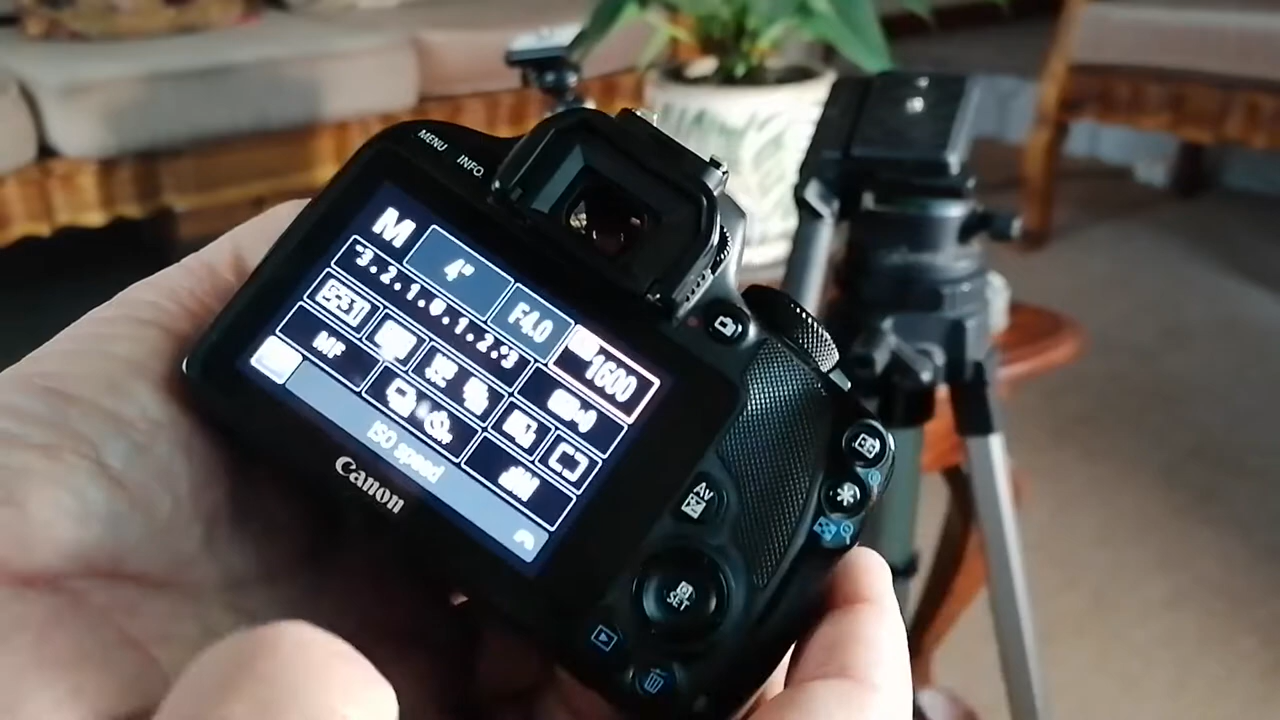 MENU INFO.
M 4" F4.0 1600
-3.2.1.0.1.2.+3
MF
ISO speed
Canon
Av
SET